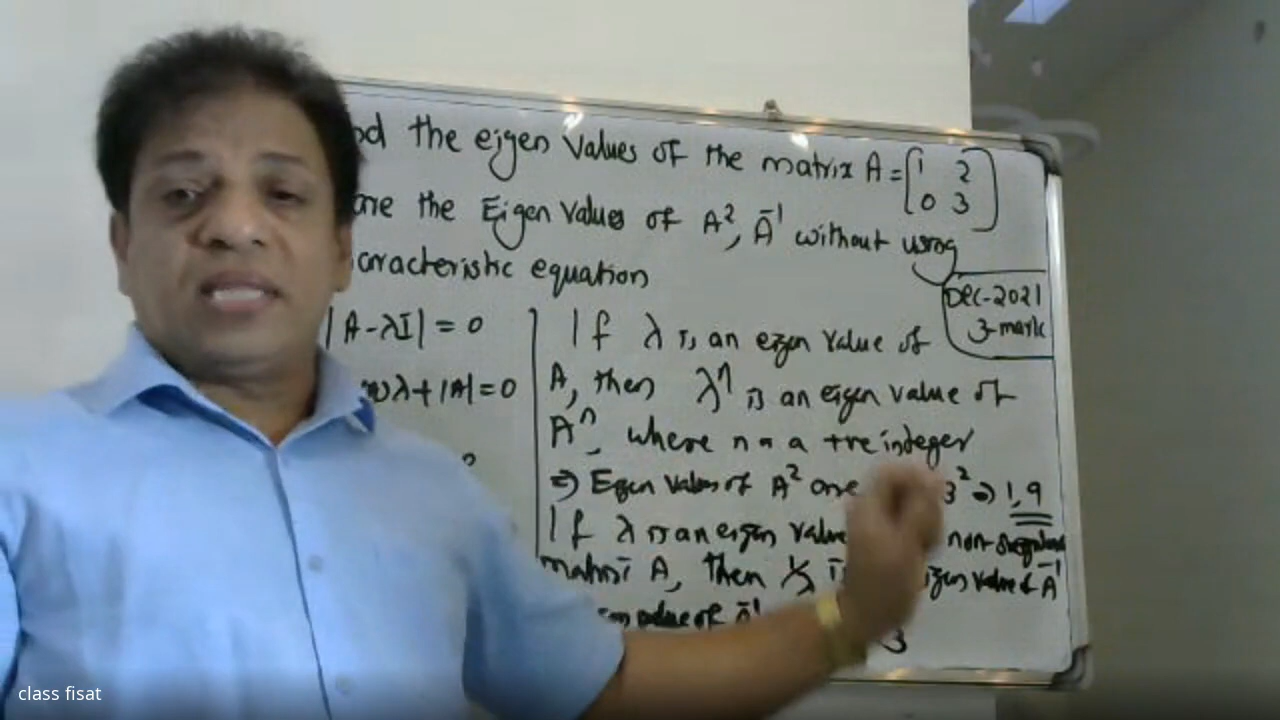 the eigen values of the matrix A = [1 2
0 3]
the Eigen Values of A², A⁻¹ without using
equation
Dec-2021
3-mark
|A-λI| = 0
λ+|A|=0
If λ is an eigen value of
A, then λⁿ is an eigen value of
Aⁿ, where n is a +ve integer
⇒ Eigen values of A² are 3² ⇒ 1, 9
If λ is an eigen value non-singular
matrix A, then 1/λ eigen value of A⁻¹
value of A⁻¹
3
class fisat